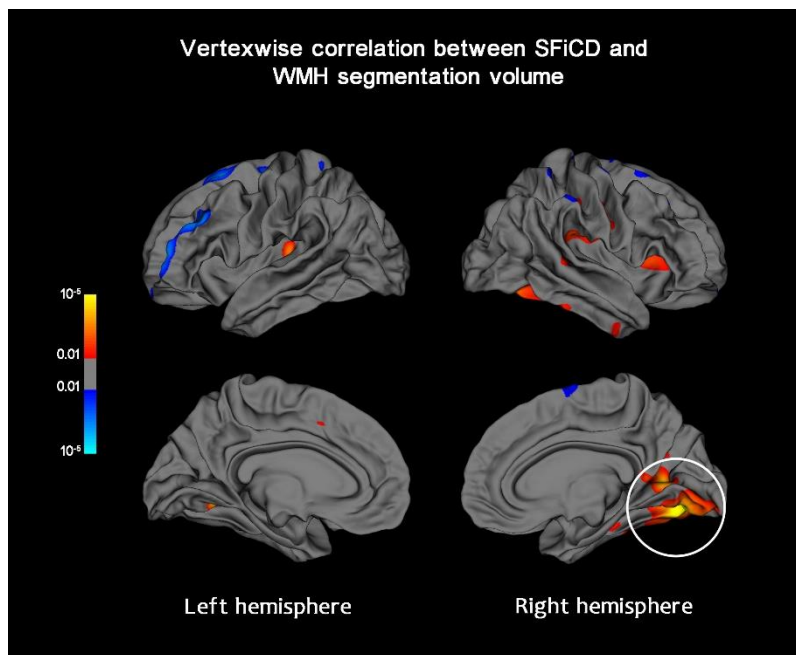 Vertexwise correlation between SFiCD and
WMH segmentation volume
10⁻⁵
0.01
0.01
10⁻⁵
Left hemisphere
Right hemisphere